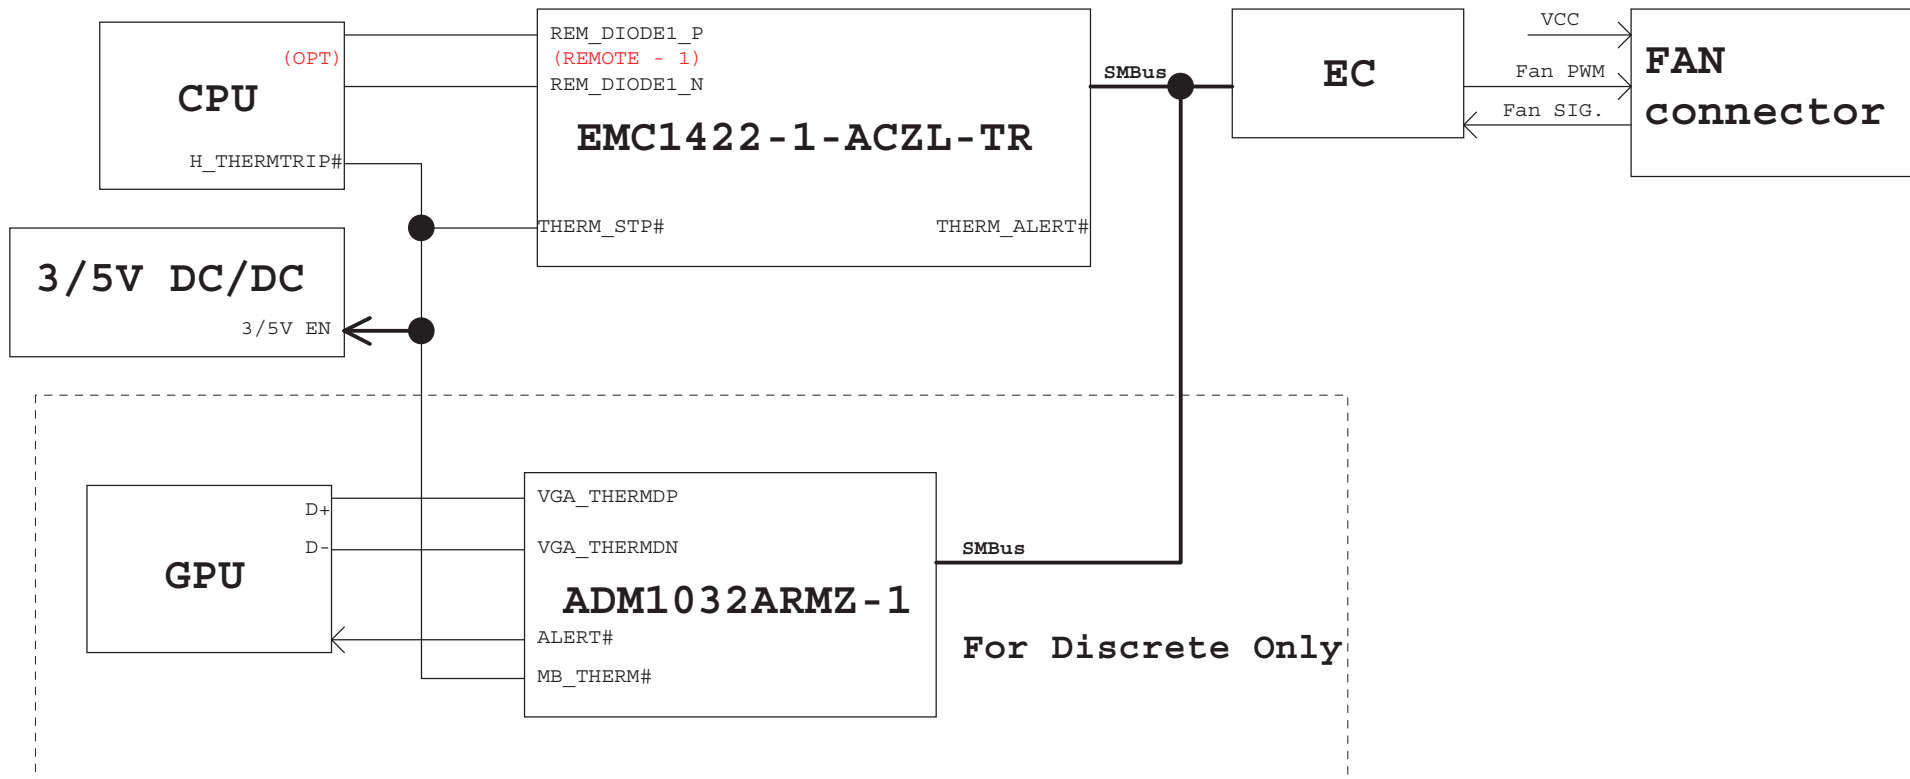 CPU
(OPT)
H_THERMTRIP#
REM_DIODE1_P
(REMOTE - 1)
REM_DIODE1_N
EMC1422-1-ACZL-TR
THERM_STP#
THERM_ALERT#
SMBus
EC
VCC
Fan PWM
Fan SIG.
FAN
connector
3/5V DC/DC
3/5V EN
GPU
D+
D-
VGA_THERMDP
VGA_THERMDN
ADM1032ARMZ-1
ALERT#
MB_THERM#
SMBus
For Discrete Only